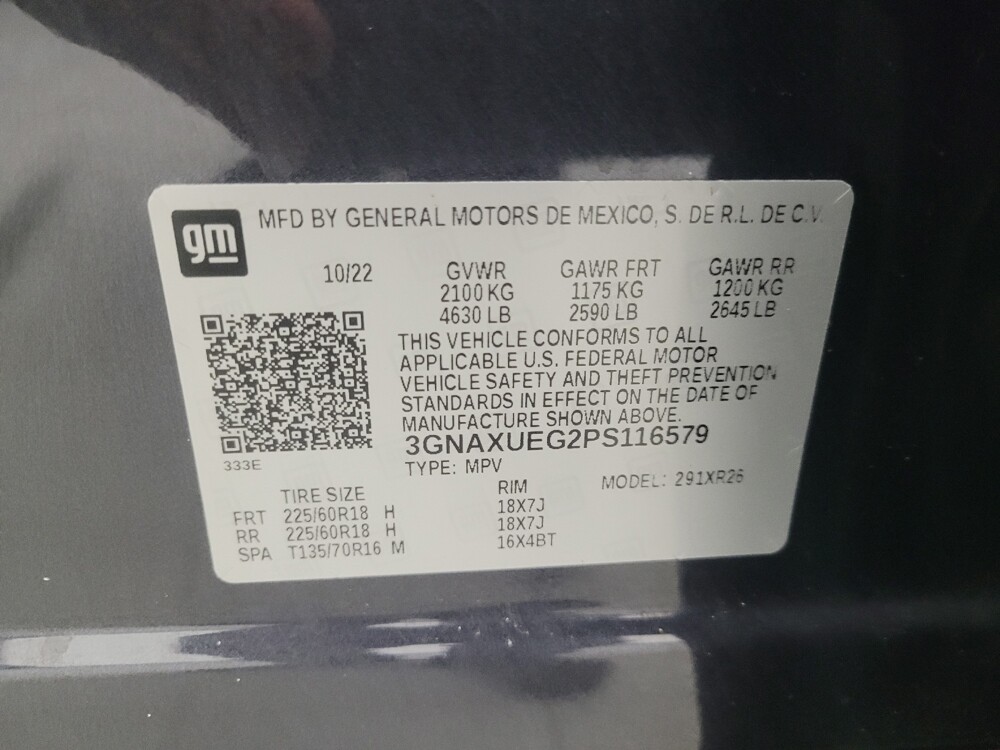 gm
MFD BY GENERAL MOTORS DE MEXICO, S. DE R.L. DE C.V.
10/22 GVWR GAWR FRT GAWR RR
2100 KG 1175 KG 1200 KG
4630 LB 2590 LB 2645 LB
THIS VEHICLE CONFORMS TO ALL
APPLICABLE U.S. FEDERAL MOTOR
VEHICLE SAFETY AND THEFT PREVENTION
STANDARDS IN EFFECT ON THE DATE OF
MANUFACTURE SHOWN ABOVE.
3GNAXUEG2PS116579
333E
TYPE: MPV MODEL: 291XR26
TIRE SIZE RIM
FRT 225/60R18 H 18X7J
RR 225/60R18 H 18X7J
SPA T135/70R16 M 16X4BT